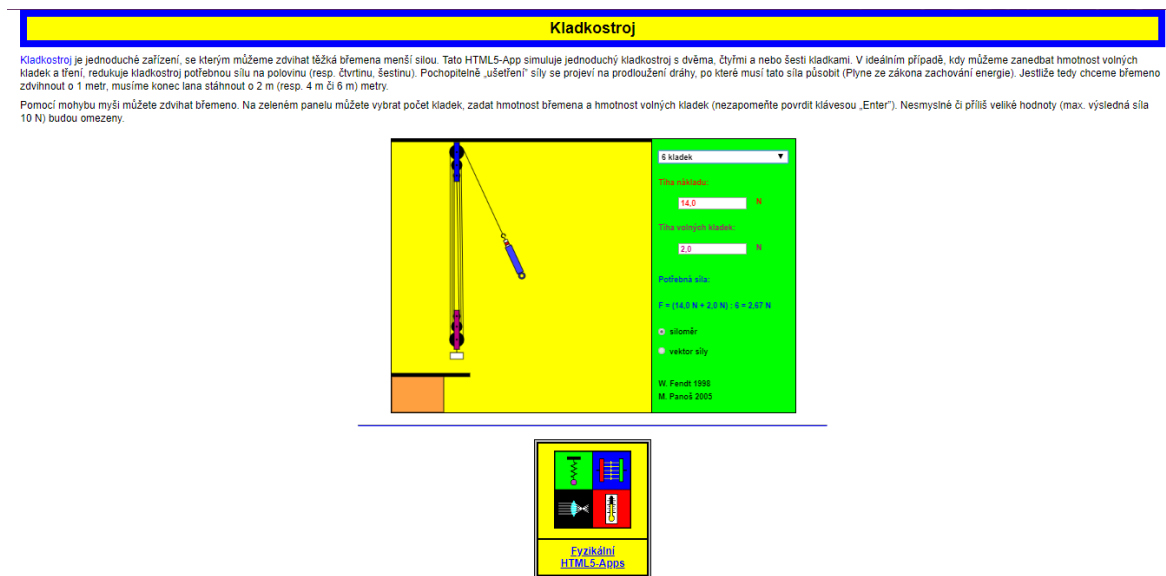 Kladkostroj
Kladkostroj je jednoduché zařízení, se kterým můžeme zdvihat těžká břemena menší silou. Tato HTML5-App simuluje jednoduchý kladkostroj s dvěma, čtyřmi a nebo šesti kladkami. V ideálním případě, kdy můžeme zanedbat hmotnost volných
kladek a tření, redukuje kladkostroj potřebnou sílu na polovinu (resp. čtvrtinu, šestinu). Pochopitelně „ušetření“ síly se projeví na prodloužení dráhy, po které musí tato síla působit (Plyne ze zákona zachování energie). Jestliže tedy chceme břemeno
zdvihnout o 1 metr, musíme konec lana stáhnout o 2 m (resp. 4 m či 6 m) metry.
Pomocí mohybu myši můžete zdvihat břemeno. Na zeleném panelu můžete vybrat počet kladek, zadat hmotnost břemena a hmotnost volných kladek (nezapomeňte povrdit klávesou „Enter“). Nesmyslné či příliš veliké hodnoty (max. výsledná síla
10 N) budou omezeny.
6 kladek
Tíha nákladu:
14,0 N
Tíha volných kladek:
2,0 N
Potřebná síla:
F = (14,0 N + 2,0 N) : 6 = 2,67 N
siloměr
vektor síly
W. Fendt 1998
M. Panoš 2005
Fyzikální
HTML5-Apps